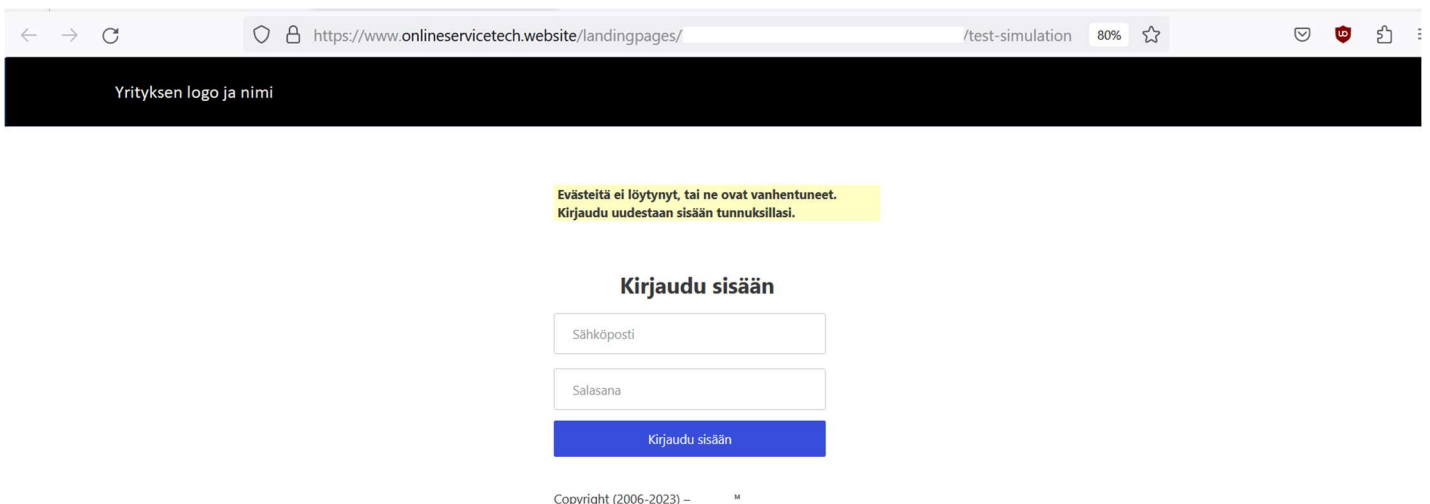 https://www.onlineservicetech.website/landingpages/ /test-simulation 80%
Yrityksen logo ja nimi
Evästeitä ei löytynyt, tai ne ovat vanhentuneet.
Kirjaudu uudestaan sisään tunnuksillasi.
Kirjaudu sisään
Sähköposti
Salasana
Kirjaudu sisään
Copyright (2006-2023) – ᴹ